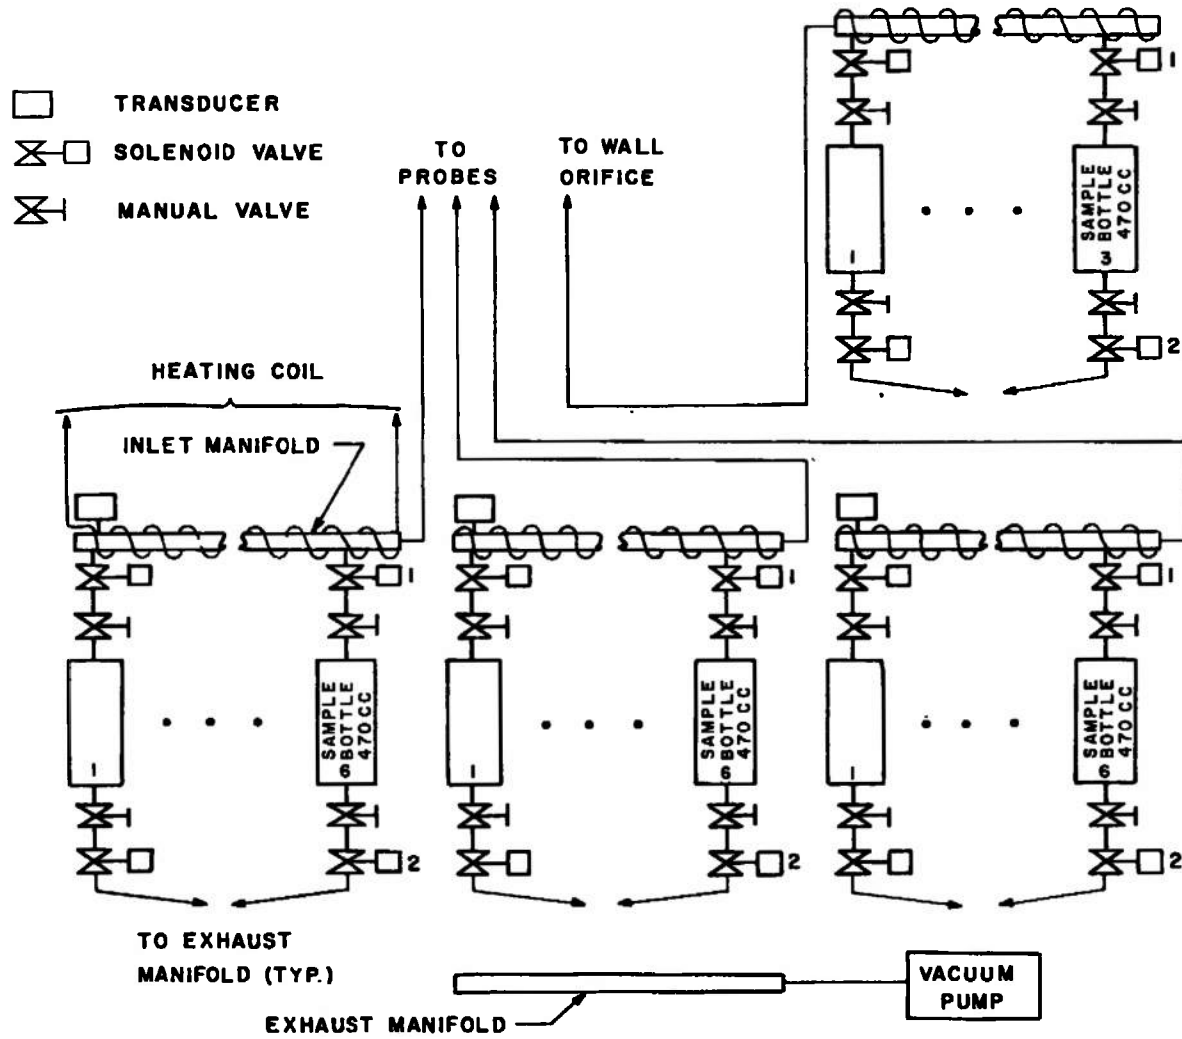 TRANSDUCER
SOLENOID VALVE
MANUAL VALVE
TO
PROBES
TO WALL
ORIFICE
1
1
SAMPLE
BOTTLE
470 CC
3
2
HEATING COIL
INLET MANIFOLD
1
1
SAMPLE
BOTTLE
470 CC
6
2
1
1
SAMPLE
BOTTLE
470 CC
6
2
1
1
SAMPLE
BOTTLE
470 CC
6
2
TO EXHAUST
MANIFOLD (TYP.)
EXHAUST MANIFOLD
VACUUM
PUMP